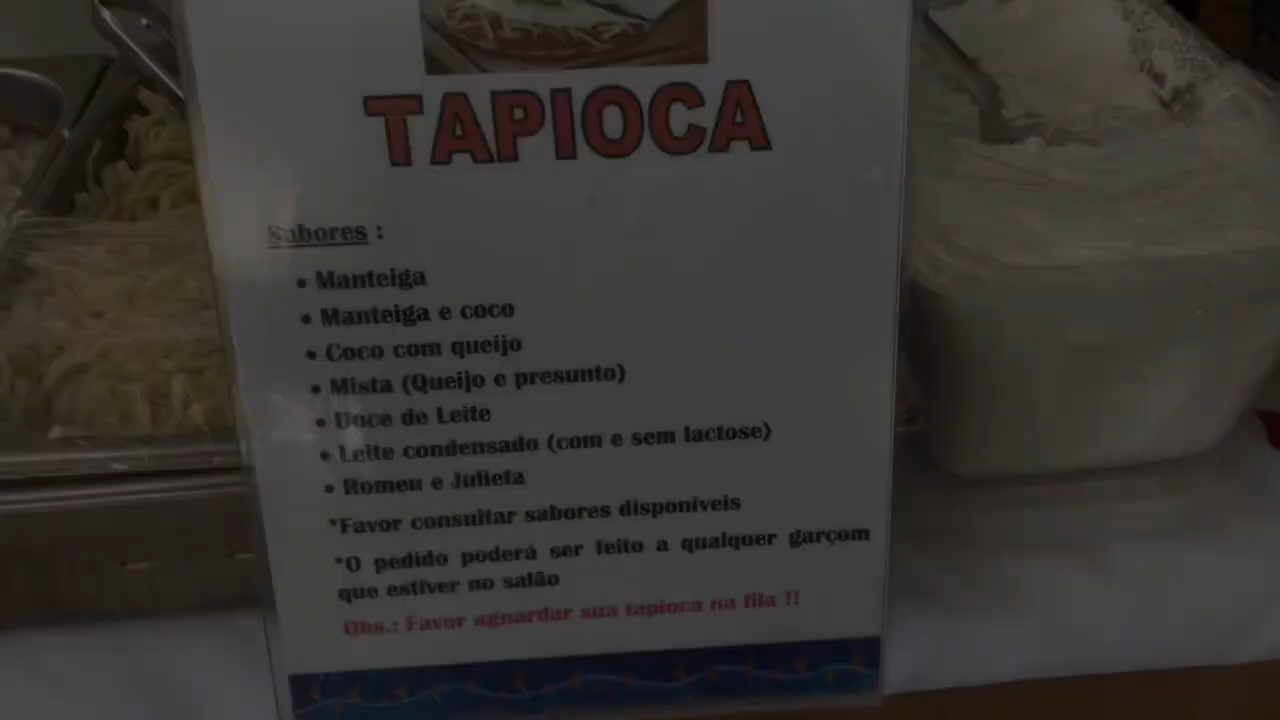 TAPIOCA
Sabores :
• Manteiga
• Manteiga e coco
• Coco com queijo
• Mista (Queijo e presunto)
• Doce de Leite
• Leite condensado (com e sem lactose)
• Romeu e Julieta
*Favor consultar sabores disponíveis
*O pedido poderá ser feito a qualquer garçom
que estiver no salão
Obs.: Favor aguardar sua tapioca na fila !!